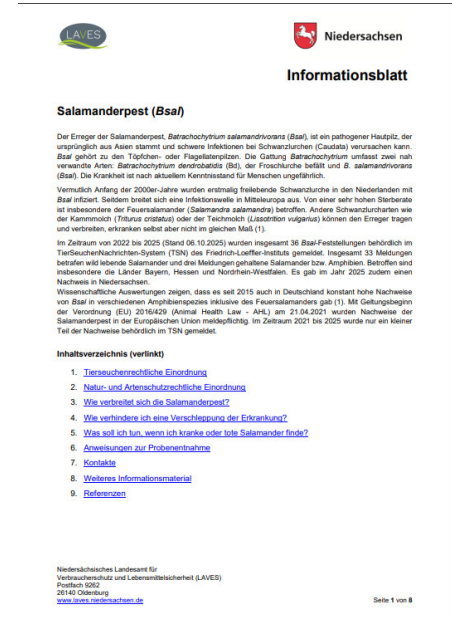 LAVES
Niedersachsen
Informationsblatt
Salamanderpest (Bsal)
Der Erreger der Salamanderpest, Batrachochytrium salamandrivorans (Bsal), ist ein pathogener Hautpilz, der
ursprünglich aus Asien stammt und schwere Infektionen bei Schwanzlurchen (Caudata) verursachen kann.
Bsal gehört zu den Töpfchen- oder Flagellatenpilzen. Die Gattung Batrachochytrium umfasst zwei nah
verwandte Arten: Batrachochytrium dendrobatidis (Bd), der Froschlurche befällt und B. salamandrivorans
(Bsal). Die Krankheit ist nach aktuellem Kenntnisstand für Menschen ungefährlich.
Vermutlich Anfang der 2000er-Jahre wurden erstmalig freilebende Schwanzlurche in den Niederlanden mit
Bsal infiziert. Seitdem breitet sich eine Infektionswelle in Mitteleuropa aus. Von einer sehr hohen Sterberate
ist insbesondere der Feuersalamander (Salamandra salamandra) betroffen. Andere Schwanzlurcharten wie
der Kammmolch (Triturus cristatus) oder der Teichmolch (Lissotriton vulgarius) können den Erreger tragen
und verbreiten, erkranken selbst aber nicht im gleichen Maß (1).
Im Zeitraum von 2022 bis 2025 (Stand 06.10.2025) wurden insgesamt 36 Bsal-Feststellungen behördlich im
TierSeuchenNachrichten-System (TSN) des Friedrich-Loeffler-Instituts gemeldet. Insgesamt 33 Meldungen
betrafen wild lebende Salamander und drei Meldungen gehaltene Salamander bzw. Amphibien. Betroffen sind
insbesondere die Länder Bayern, Hessen und Nordrhein-Westfalen. Es gab im Jahr 2025 zudem einen
Nachweis in Niedersachsen.
Wissenschaftliche Auswertungen zeigen, dass es seit 2015 auch in Deutschland konstant hohe Nachweise
von Bsal in verschiedenen Amphibienspezies inklusive des Feuersalamanders gab (1). Mit Geltungsbeginn
der Verordnung (EU) 2016/429 (Animal Health Law - AHL) am 21.04.2021 wurden Nachweise der
Salamanderpest in der Europäischen Union meldepflichtig. Im Zeitraum 2021 bis 2025 wurde nur ein kleiner
Teil der Nachweise behördlich im TSN gemeldet.
Inhaltsverzeichnis (verlinkt)
1. Tierseuchenrechtliche Einordnung
2. Natur- und Artenschutzrechtliche Einordnung
3. Wie verbreitet sich die Salamanderpest?
4. Wie verhindere ich eine Verschleppung der Erkrankung?
5. Was soll ich tun, wenn ich kranke oder tote Salamander finde?
6. Anweisungen zur Probenentnahme
7. Kontakte
8. Weiteres Informationsmaterial
9. Referenzen
Niedersächsisches Landesamt für
Verbraucherschutz und Lebensmittelsicherheit (LAVES)
Postfach 9262
26140 Oldenburg
www.laves.niedersachsen.de
Seite 1 von 8